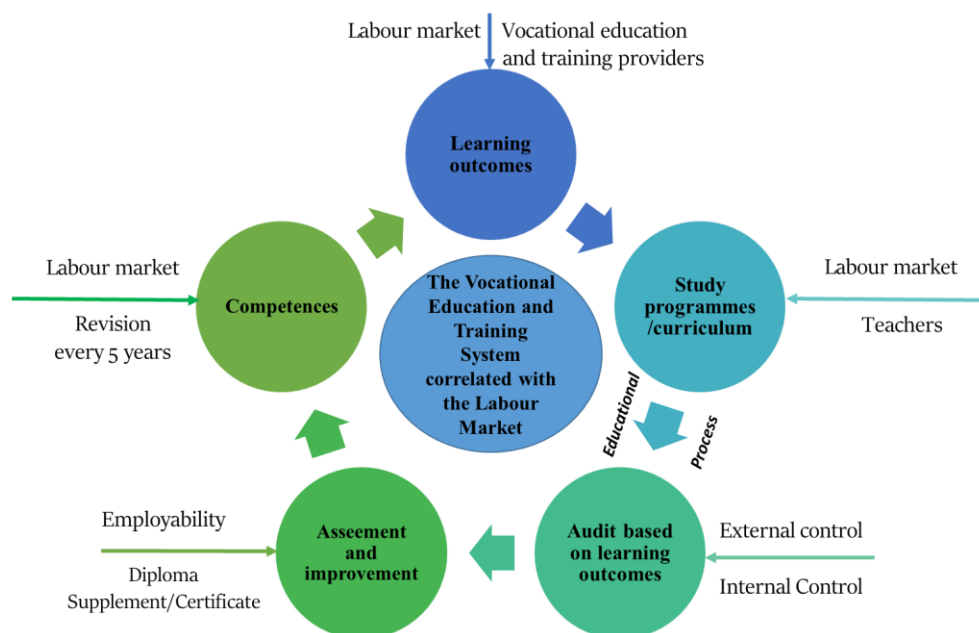 Labour market
Vocational education
and training providers
Learning
outcomes
Labour market
Revision
every 5 years
Competences
The Vocational
Education and
Training
System
correlated with
the Labour
Market
Study
programmes
/curriculum
Labour market
Teachers
Educational
Process
Employability
Diploma
Supplement/Certificate
Asseement
and
improvement
Audit based
on learning
outcomes
External control
Internal Control